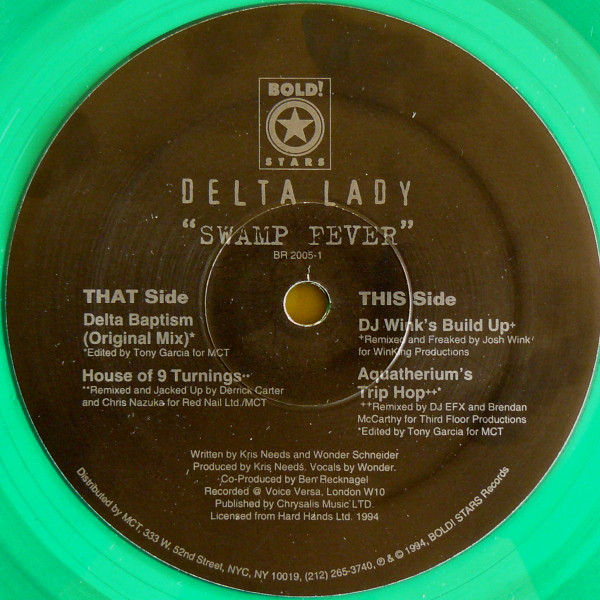 BOLD!
STARS
DELTA LADY
"SWAMP FEVER"
BR 2005-1
THAT Side
Delta Baptism
(Original Mix)*
*Edited by Tony Garcia for MCT
House of 9 Turnings**
**Remixed and Jacked Up by Derrick Carter
and Chris Nazuka for Red Nail Ltd./MCT
THIS Side
DJ Wink's Build Up+
+Remixed and Freaked by Josh Wink
for WinKing Productions
Aquatherium's
Trip Hop++*
++Remixed by DJ EFX and Brendan
McCarthy for Third Floor Productions
*Edited by Tony Garcia for MCT
Written by Kris Needs and Wonder Schneider
Produced by Kris Needs. Vocals by Wonder.
Co-Produced by Ben Recknagel
Recorded @ Voice Versa, London W10
Published by Chrysalis Music LTD.
Licensed from Hard Hands Ltd. 1994
Distributed by MCT, 333 W. 52nd Street, NYC, NY 10019, (212) 265-3740, ℗ & © 1994, BOLD! STARS Records